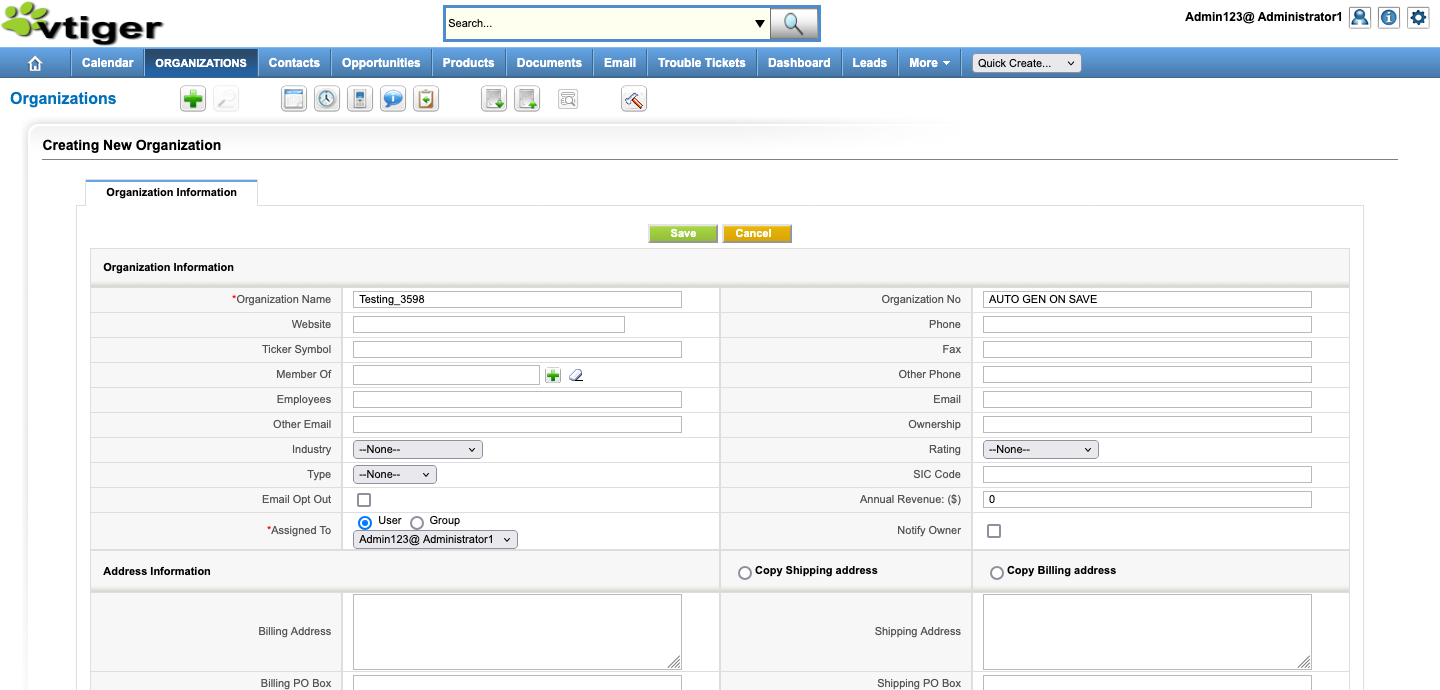 vtiger
Search...
Admin123@ Administrator1
Calendar ORGANIZATIONS Contacts Opportunities Products Documents Email Trouble Tickets Dashboard Leads More Quick Create...
Organizations
Creating New Organization
Organization Information
Save Cancel
Organization Information
*Organization Name Testing_3598 Organization No AUTO GEN ON SAVE
Website Phone
Ticker Symbol Fax
Member Of Other Phone
Employees Email
Other Email Ownership
Industry --None-- Rating --None--
Type --None-- SIC Code
Email Opt Out Annual Revenue: ($) 0
*Assigned To User Group Notify Owner
Admin123@ Administrator1
Address Information Copy Shipping address Copy Billing address
Billing Address Shipping Address
Billing PO Box Shipping PO Box